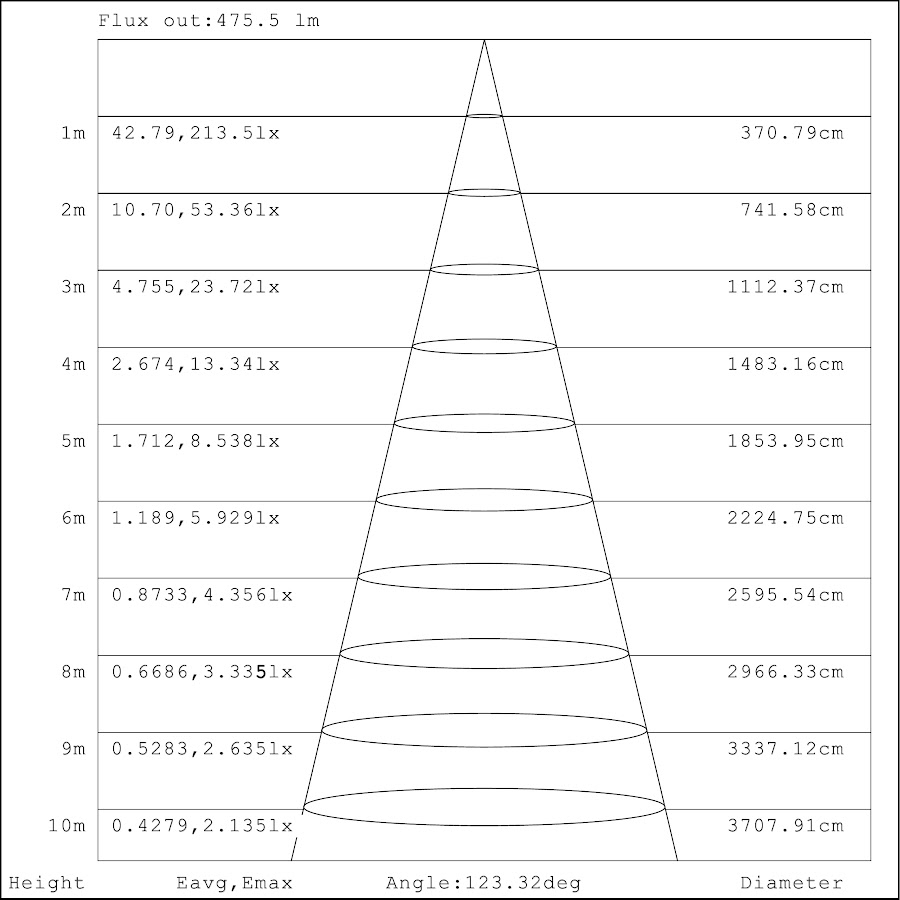 Flux out:475.5 lm
1m 42.79,213.5lx 370.79cm
2m 10.70,53.36lx 741.58cm
3m 4.755,23.72lx 1112.37cm
4m 2.674,13.34lx 1483.16cm
5m 1.712,8.538lx 1853.95cm
6m 1.189,5.929lx 2224.75cm
7m 0.8733,4.356lx 2595.54cm
8m 0.6686,3.335lx 2966.33cm
9m 0.5283,2.635lx 3337.12cm
10m 0.4279,2.135lx 3707.91cm
Height Eavg,Emax Angle:123.32deg Diameter